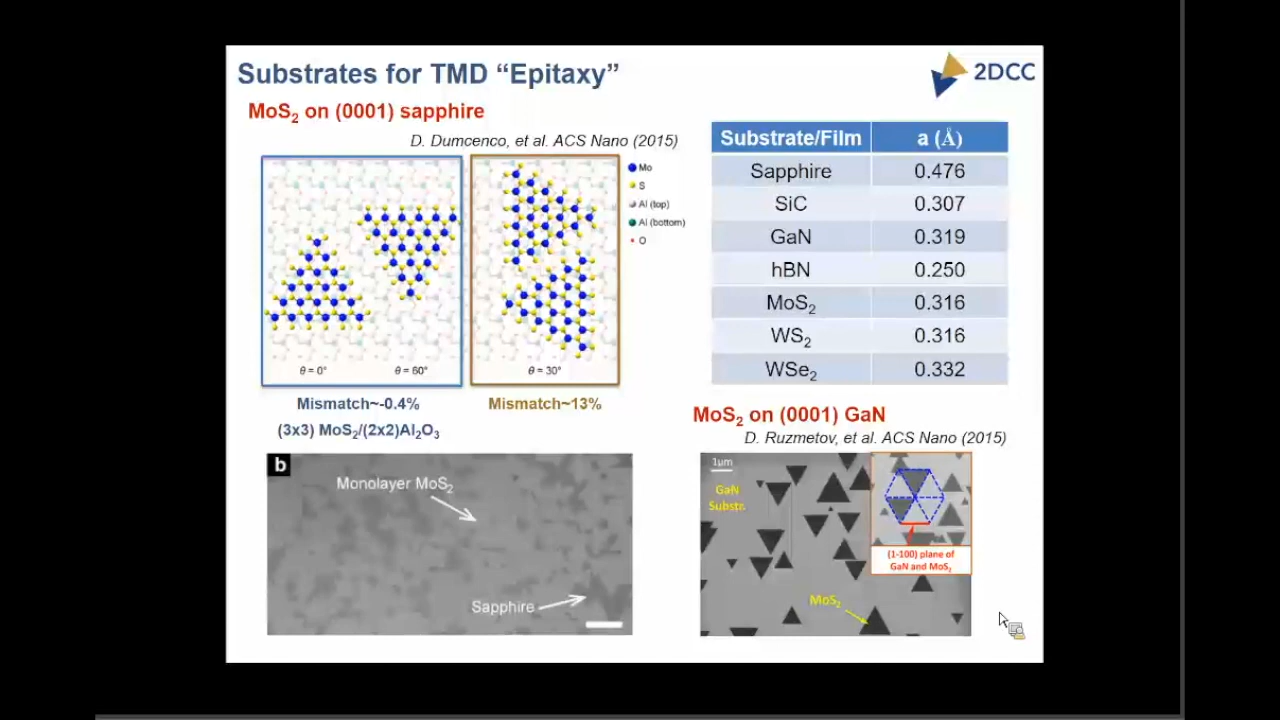 Substrates for TMD “Epitaxy”
2DCC
MoS₂ on (0001) sapphire
D. Dumcenco, et al. ACS Nano (2015)
Mo
S
Al (top)
Al (bottom)
O
θ = 0°
θ = 60°
θ = 30°
Mismatch~-0.4%
Mismatch~13%
(3x3) MoS₂/(2x2)Al₂O₃
b
Monolayer MoS₂
Sapphire
Substrate/Film a (Å)
Sapphire 0.476
SiC 0.307
GaN 0.319
hBN 0.250
MoS₂ 0.316
WS₂ 0.316
WSe₂ 0.332
MoS₂ on (0001) GaN
D. Ruzmetov, et al. ACS Nano (2015)
1µm
GaN
Substr.
(1-100) plane of
GaN and MoS₂
MoS₂